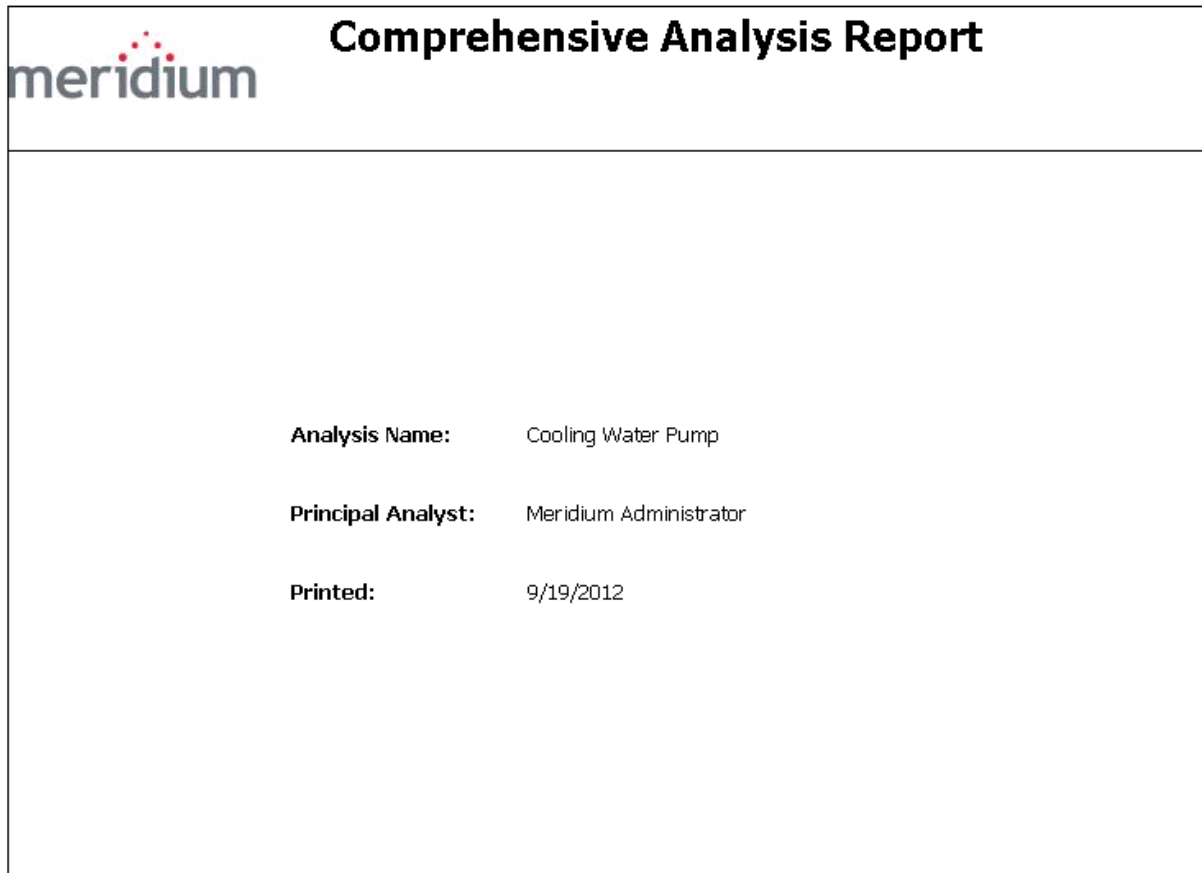 Comprehensive Analysis Report
meridium
Analysis Name: Cooling Water Pump
Principal Analyst: Meridium Administrator
Printed: 9/19/2012